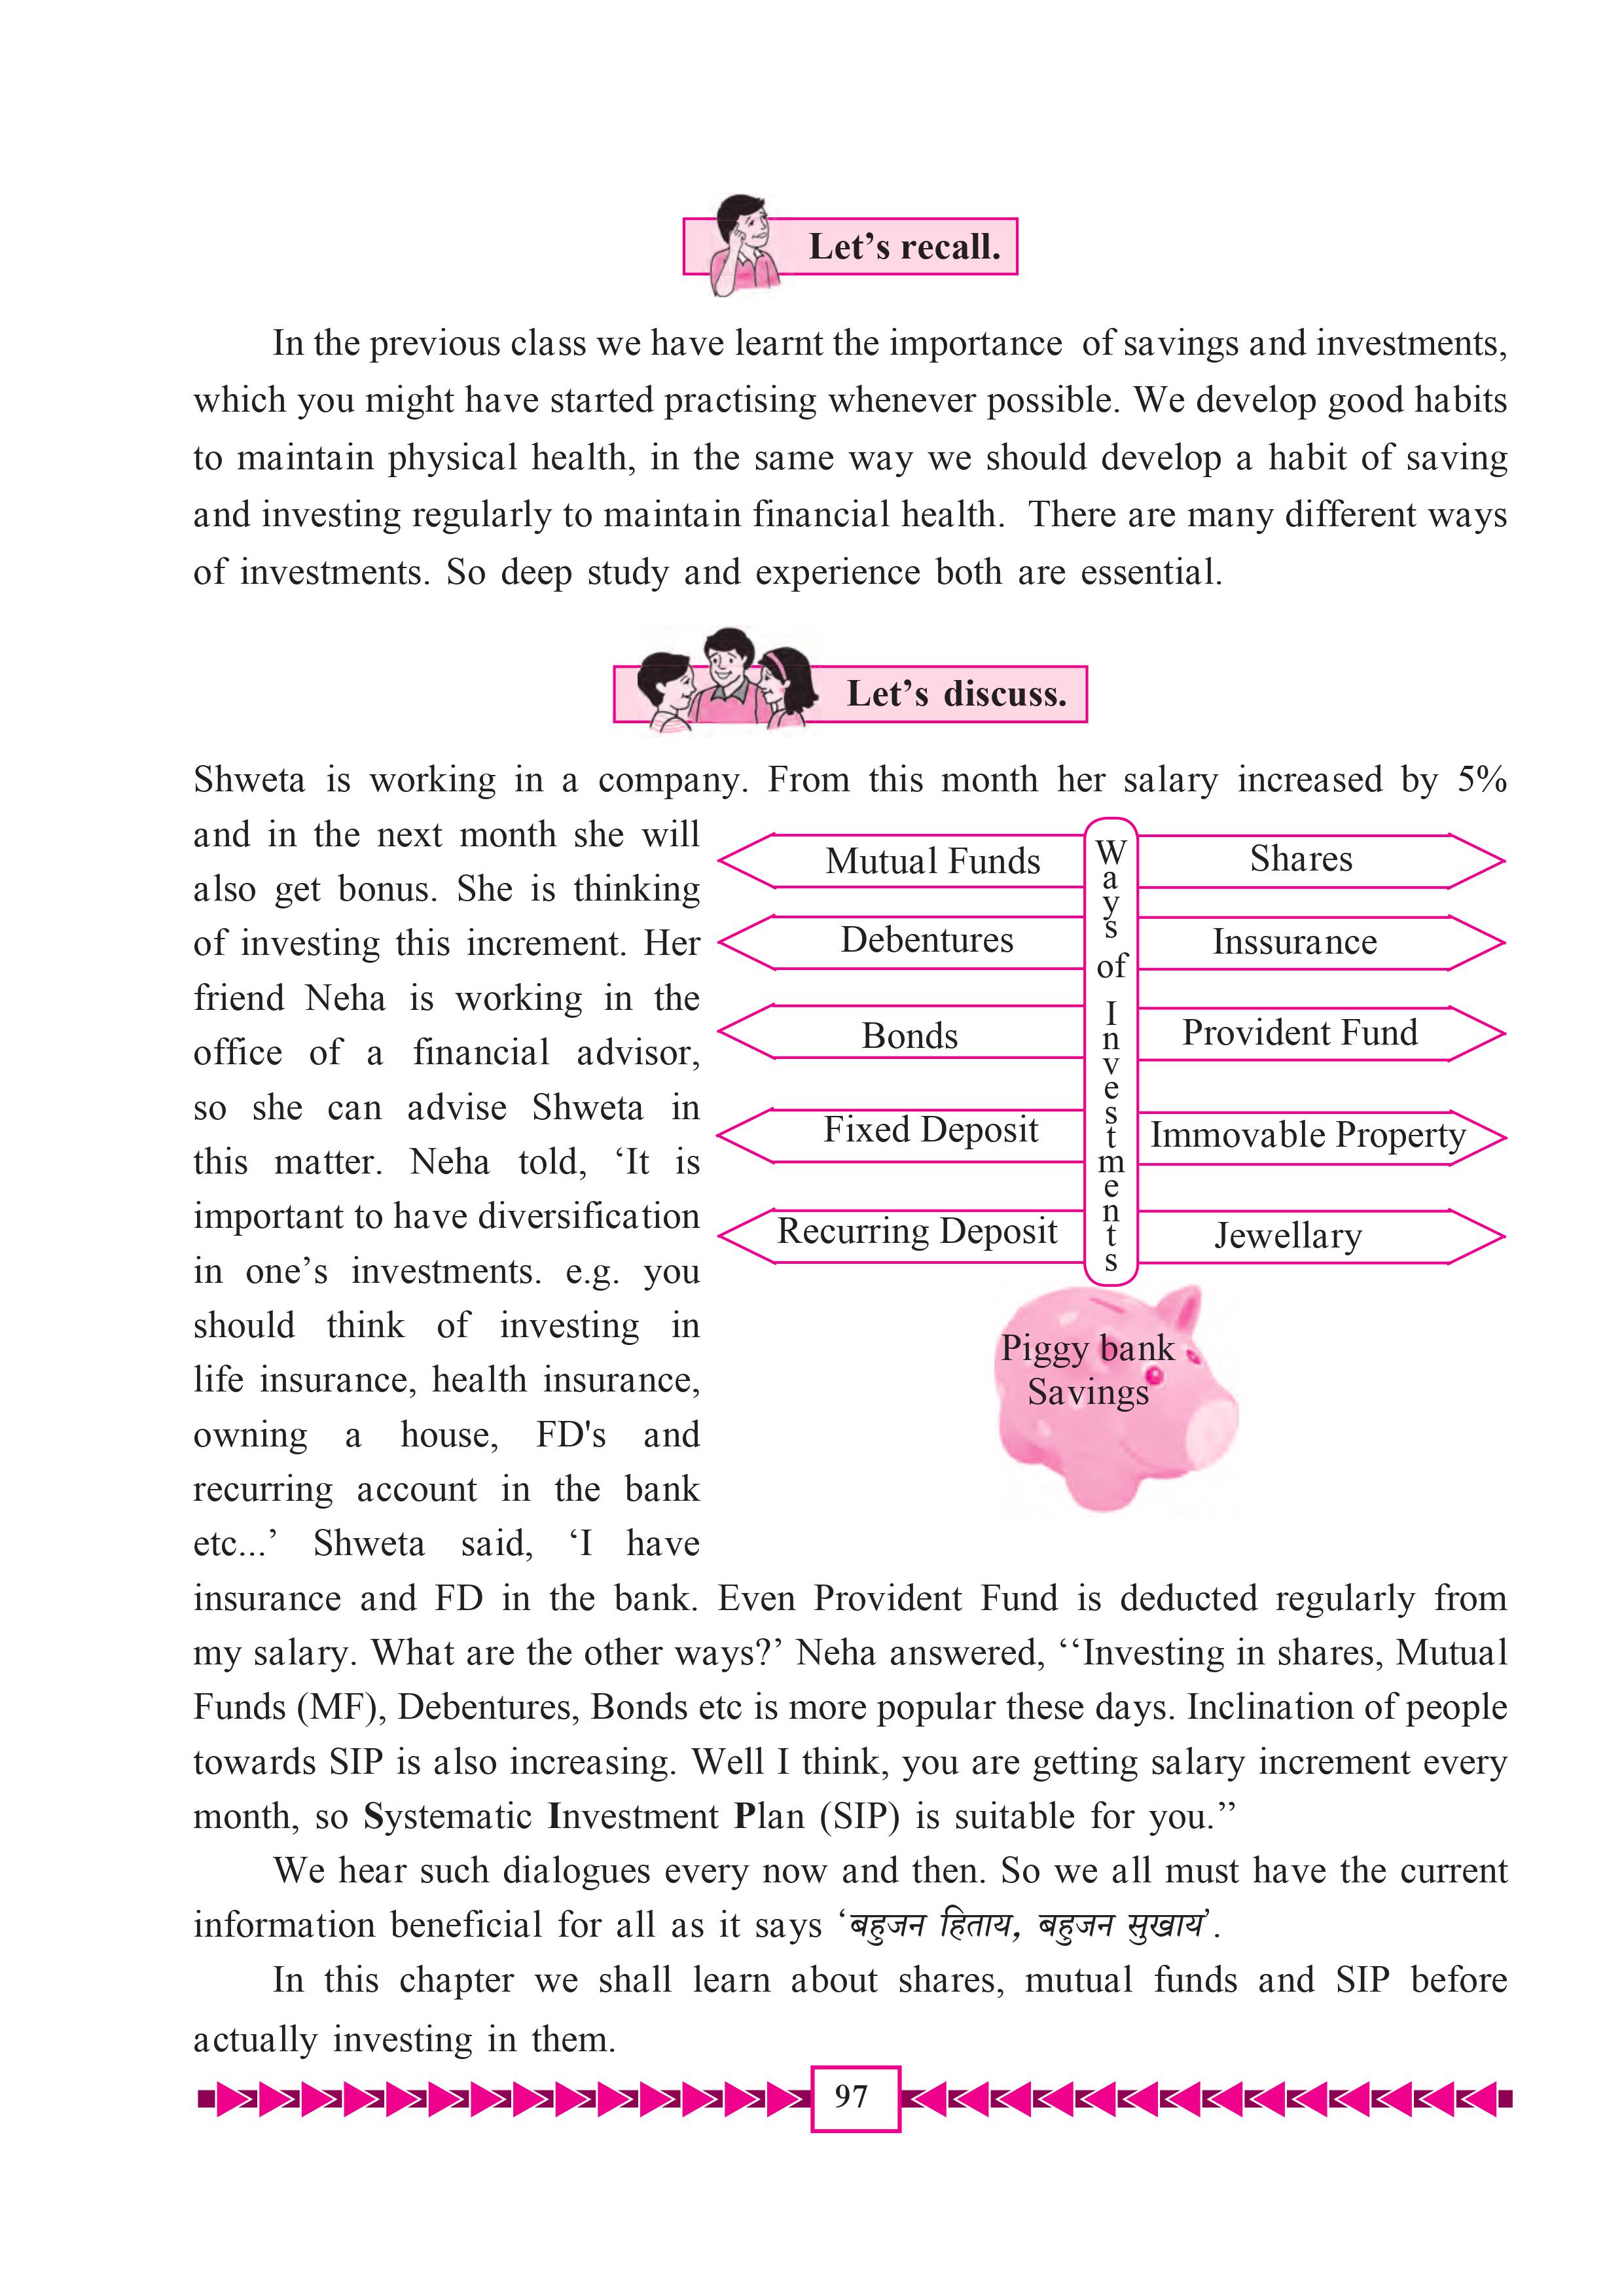 Let’s recall.
In the previous class we have learnt the importance of savings and investments,
which you might have started practising whenever possible. We develop good habits
to maintain physical health, in the same way we should develop a habit of saving
and investing regularly to maintain financial health. There are many different ways
of investments. So deep study and experience both are essential.
Let’s discuss.
Shweta is working in a company. From this month her salary increased by 5%
and in the next month she will
also get bonus. She is thinking
of investing this increment. Her
friend Neha is working in the
office of a financial advisor,
so she can advise Shweta in
this matter. Neha told, ‘It is
important to have diversification
in one’s investments. e.g. you
should think of investing in
life insurance, health insurance,
owning a house, FD's and
recurring account in the bank
etc...’ Shweta said, ‘I have
Ways of Investments
Mutual Funds
Shares
Debentures
Inssurance
Bonds
Provident Fund
Fixed Deposit
Immovable Property
Recurring Deposit
Jewellary
Piggy bank
Savings
insurance and FD in the bank. Even Provident Fund is deducted regularly from
my salary. What are the other ways?’ Neha answered, ‘‘Investing in shares, Mutual
Funds (MF), Debentures, Bonds etc is more popular these days. Inclination of people
towards SIP is also increasing. Well I think, you are getting salary increment every
month, so Systematic Investment Plan (SIP) is suitable for you.’’
We hear such dialogues every now and then. So we all must have the current
information beneficial for all as it says ‘बहुजन हिताय, बहुजन सुखाय’.
In this chapter we shall learn about shares, mutual funds and SIP before
actually investing in them.
97